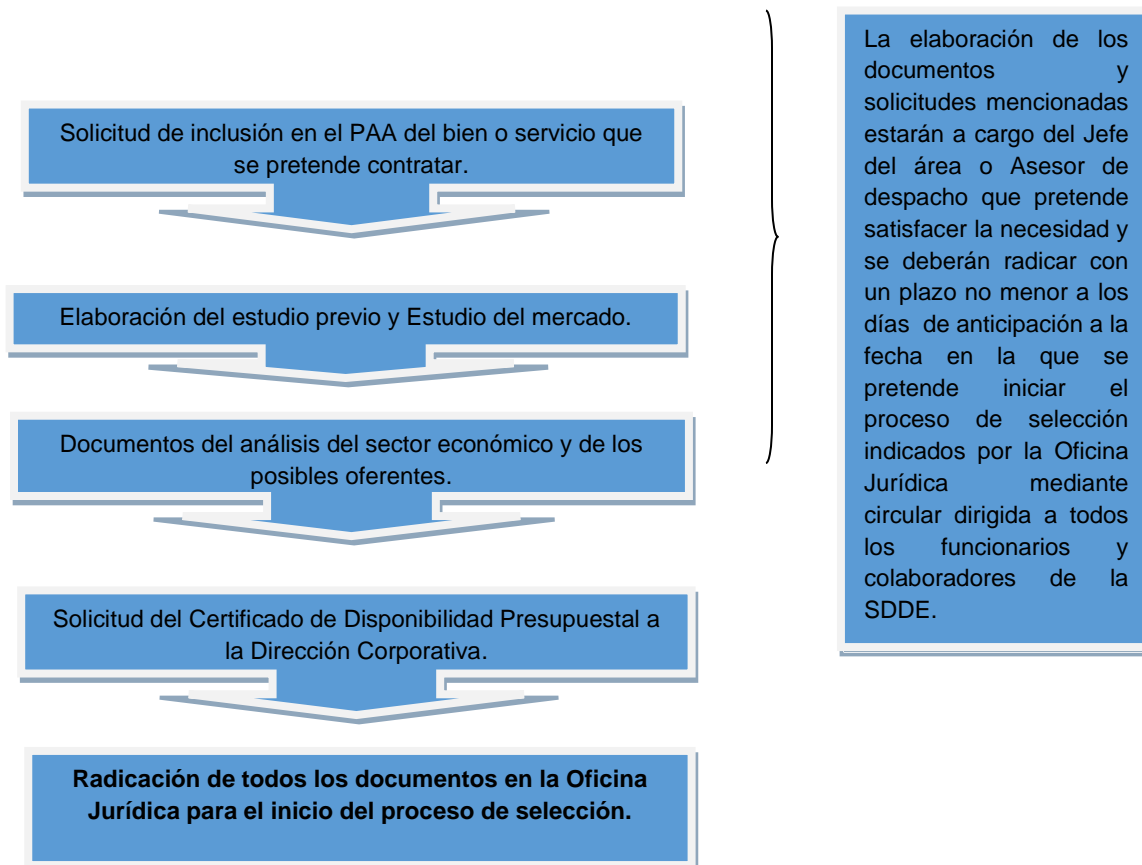 Solicitud de inclusión en el PAA del bien o servicio que
se pretende contratar.
Elaboración del estudio previo y Estudio del mercado.
Documentos del análisis del sector económico y de los
posibles oferentes.
Solicitud del Certificado de Disponibilidad Presupuestal a
la Dirección Corporativa.
Radicación de todos los documentos en la Oficina
Jurídica para el inicio del proceso de selección.
La elaboración de los
documentos y
solicitudes mencionadas
estarán a cargo del Jefe
del área o Asesor de
despacho que pretende
satisfacer la necesidad y
se deberán radicar con
un plazo no menor a los
días de anticipación a la
fecha en la que se
pretende iniciar el
proceso de selección
indicados por la Oficina
Jurídica mediante
circular dirigida a todos
los funcionarios y
colaboradores de la
SDDE.